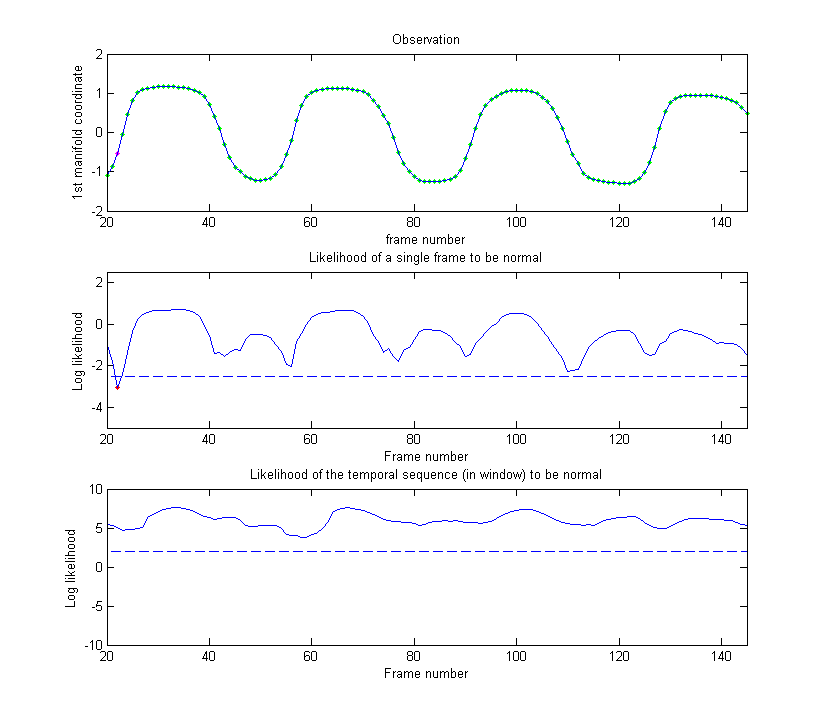 Observation
1st manifold coordinate
2
1
0
-1
-2
20 40 60 80 100 120 140
frame number
Likelihood of a single frame to be normal
Log likelihood
2
0
-2
-4
20 40 60 80 100 120 140
Frame number
Likelihood of the temporal sequence (in window) to be normal
Log likelihood
10
5
0
-5
-10
20 40 60 80 100 120 140
Frame number